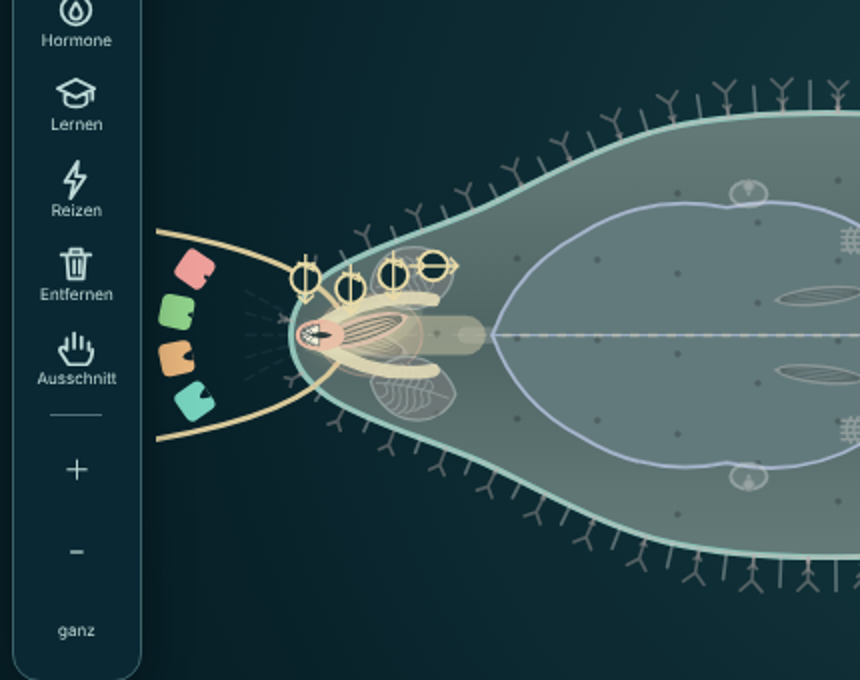 Hormone
Lernen
Reizen
Entfernen
Ausschnitt
+
-
ganz